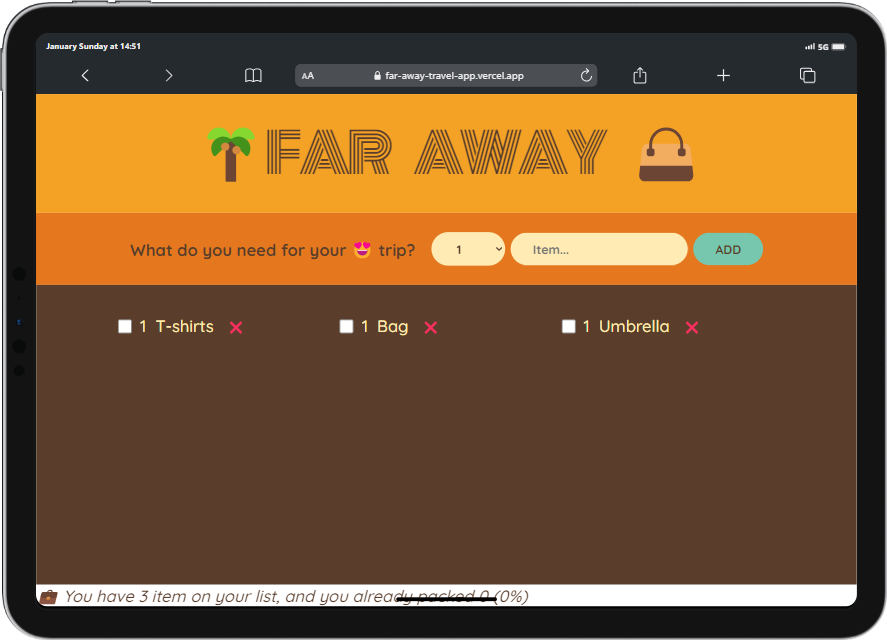 January Sunday at 14:51
5G
AA far-away-travel-app.vercel.app
FAR AWAY
What do you need for your 😍 trip? 1 Item... ADD
1 T-shirts ❌ 1 Bag ❌ 1 Umbrella ❌
💼 You have 3 item on your list, and you already packed 0 (0%)